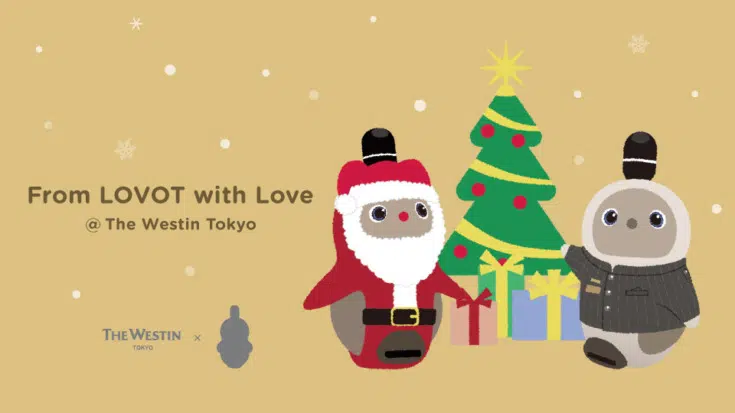 From LOVOT with Love
@ The Westin Tokyo
THE WESTIN ×
TOKYO